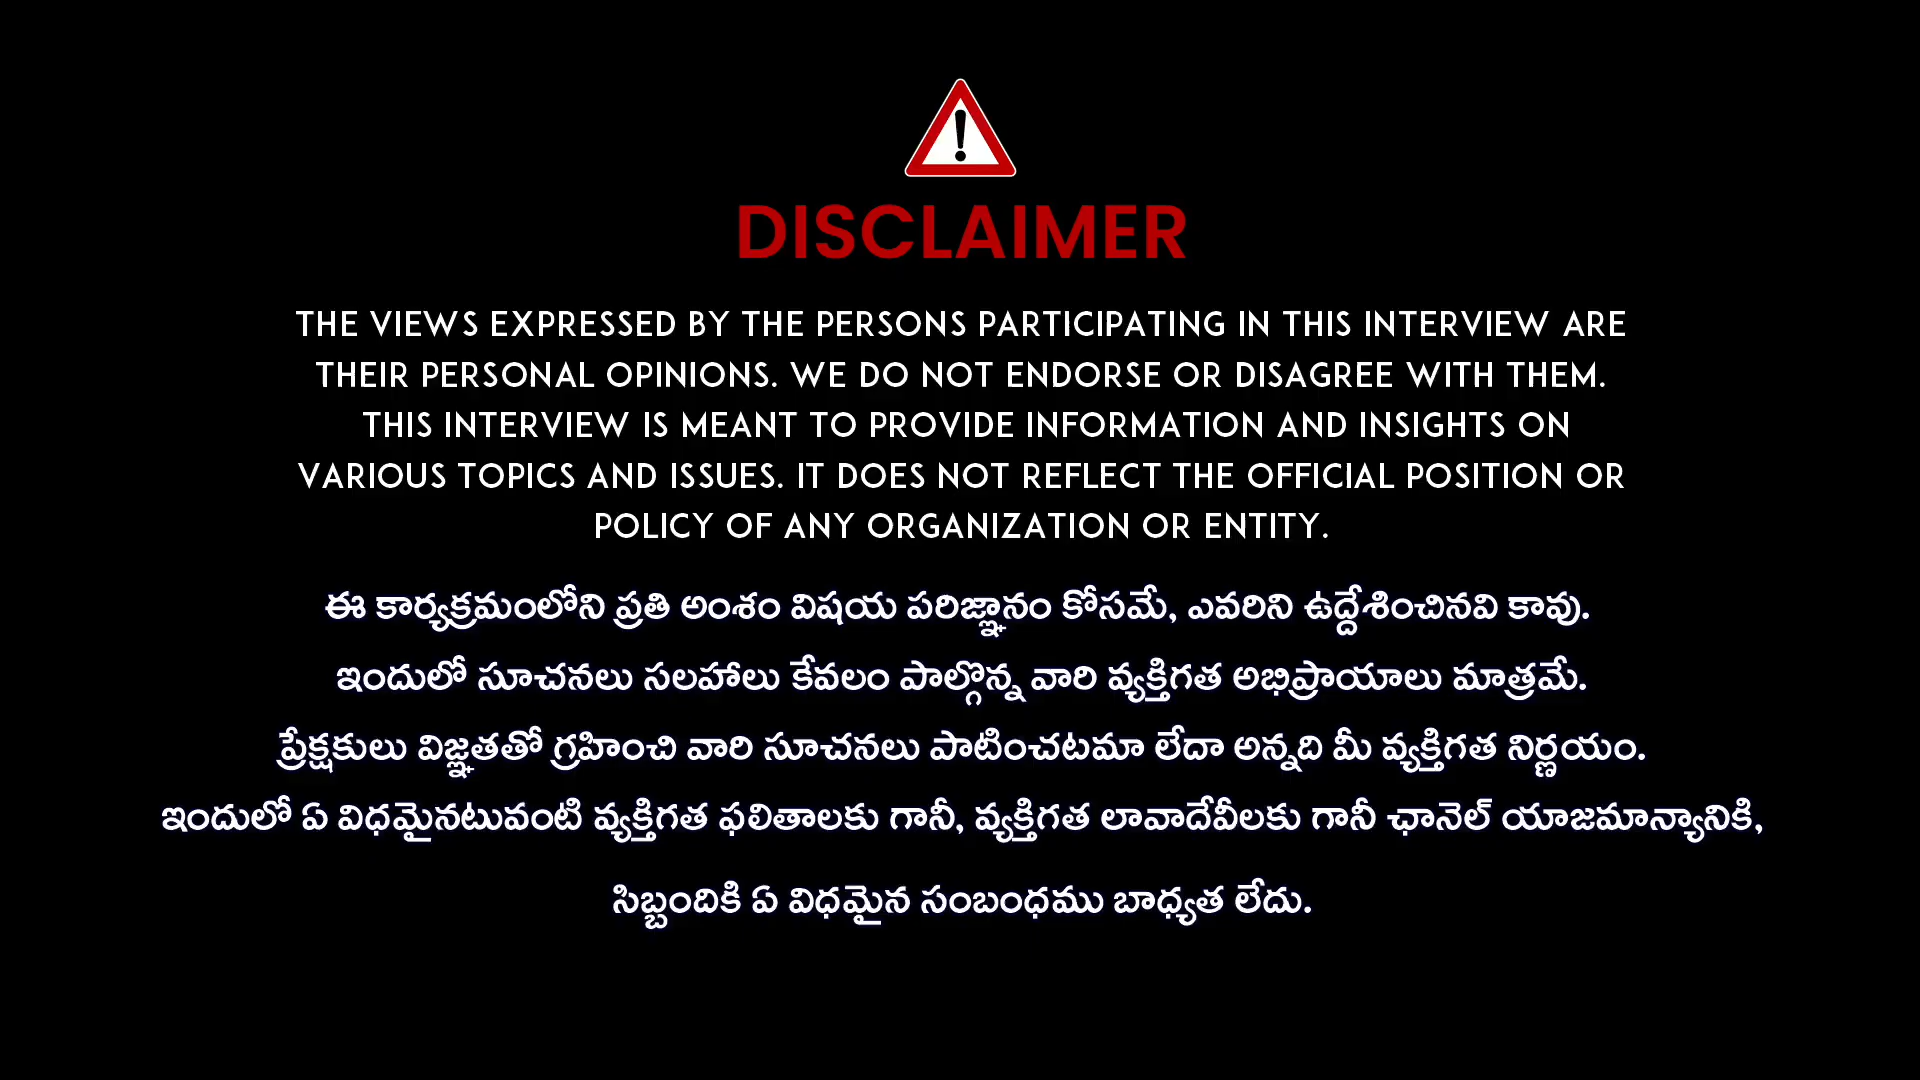 DISCLAIMER
THE VIEWS EXPRESSED BY THE PERSONS PARTICIPATING IN THIS INTERVIEW ARE
THEIR PERSONAL OPINIONS. WE DO NOT ENDORSE OR DISAGREE WITH THEM.
THIS INTERVIEW IS MEANT TO PROVIDE INFORMATION AND INSIGHTS ON
VARIOUS TOPICS AND ISSUES. IT DOES NOT REFLECT THE OFFICIAL POSITION OR
POLICY OF ANY ORGANIZATION OR ENTITY.
ఈ కార్యక్రమంలోని ప్రతి అంశం విషయ పరిజ్ఞానం కోసమే, ఎవరిని ఉద్దేశించినవి కావు.
ఇందులో సూచనలు సలహాలు కేవలం పాల్గొన్న వారి వ్యక్తిగత అభిప్రాయాలు మాత్రమే.
ప్రేక్షకులు విజ్ఞతతో గ్రహించి వారి సూచనలు పాటించటమా లేదా అన్నది మీ వ్యక్తిగత నిర్ణయం.
ఇందులో ఏ విధమైనటువంటి వ్యక్తిగత ఫలితాలకు గానీ, వ్యక్తిగత లావాదేవీలకు గానీ ఛానెల్ యాజమాన్యానికి,
సిబ్బందికి ఏ విధమైన సంబంధము బాధ్యత లేదు.